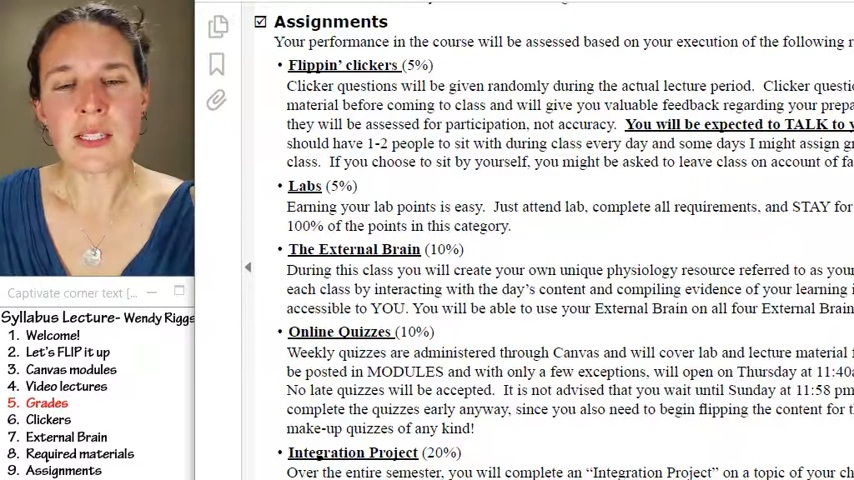 Assignments
Your performance in the course will be assessed based on your execution of the following
• Flippin' clickers (5%)
Clicker questions will be given randomly during the actual lecture period. Clicker
material before coming to class and will give you valuable feedback regarding your
they will be assessed for participation, not accuracy. You will be expected to TALK to
should have 1-2 people to sit with during class every day and some days I might assign
class. If you choose to sit by yourself, you might be asked to leave class on account of
• Labs (5%)
Earning your lab points is easy. Just attend lab, complete all requirements, and STAY for
100% of the points in this category.
• The External Brain (10%)
During this class you will create your own unique physiology resource referred to as your
each class by interacting with the day's content and compiling evidence of your learning
accessible to YOU. You will be able to use your External Brain on all four External Brain
• Online Quizzes (10%)
Weekly quizzes are administered through Canvas and will cover lab and lecture material
be posted in MODULES and with only a few exceptions, will open on Thursday at
No late quizzes will be accepted. It is not advised that you wait until Sunday at 11:58 pm
complete the quizzes early anyway, since you also need to begin flipping the content for
make-up quizzes of any kind!
• Integration Project (20%)
Over the entire semester, you will complete an "Integration Project" on a topic of your
Captivate corner text [...
Syllabus Lecture- Wendy Riggs
1. Welcome!
2. Let's FLIP it up
3. Canvas modules
4. Video lectures
5. Grades
6. Clickers
7. External Brain
8. Required materials
9. Assignments